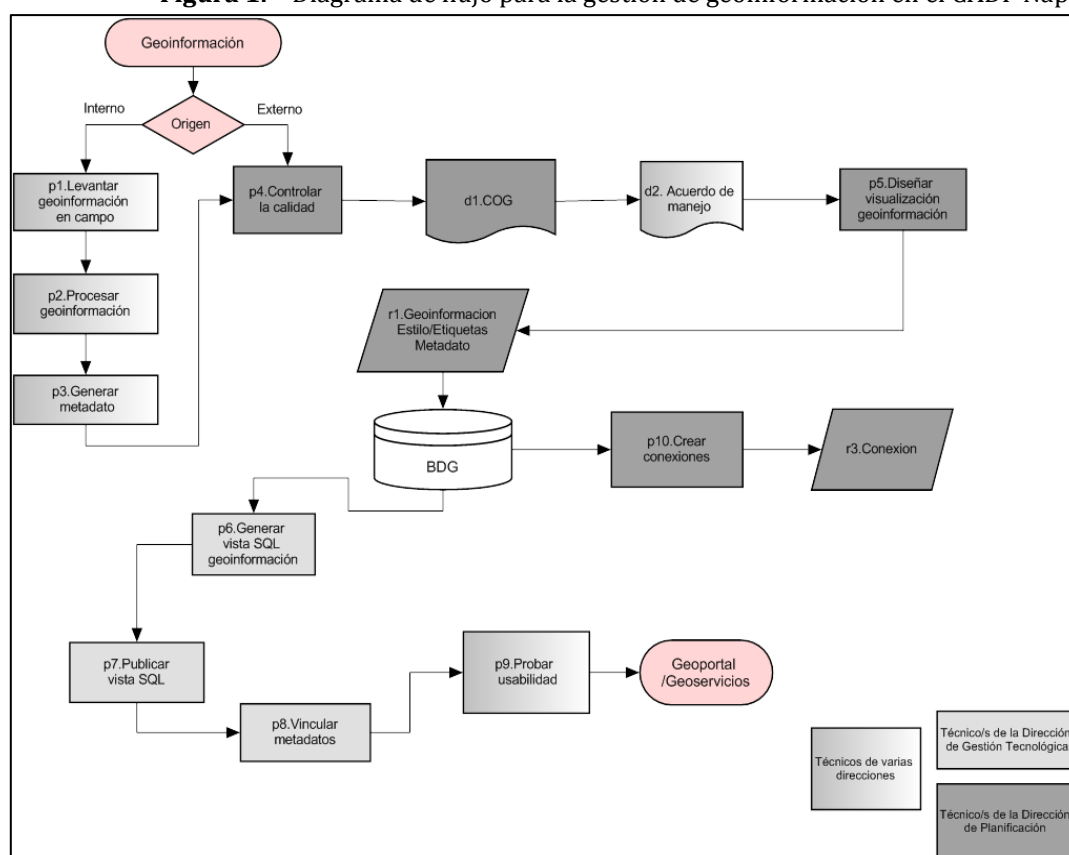 Figura 1. Diagrama de flujo para la gestión de geoinformación en el GADP Nap
Geoinformación
Interno
Externo
Origen
p1.Levantar
geoinformación
en campo
p4.Controlar
la calidad
d1.COG
d2. Acuerdo de
manejo
p5.Diseñar
visualización
geoinformación
p2.Procesar
geoinformación
r1.Geoinformacion
Estilo/Etiquetas
Metadato
p3.Generar
metadato
BDG
p10.Crear
conexiones
r3.Conexion
p6.Generar
vista SQL
geoinformación
p7.Publicar
vista SQL
p8.Vincular
metadatos
p9.Probar
usabilidad
Geoportal
/Geoservicios
Técnicos de varias
direcciones
Técnico/s de la Dirección
de Gestión Tecnológica
Técnico/s de la Dirección
de Planificación